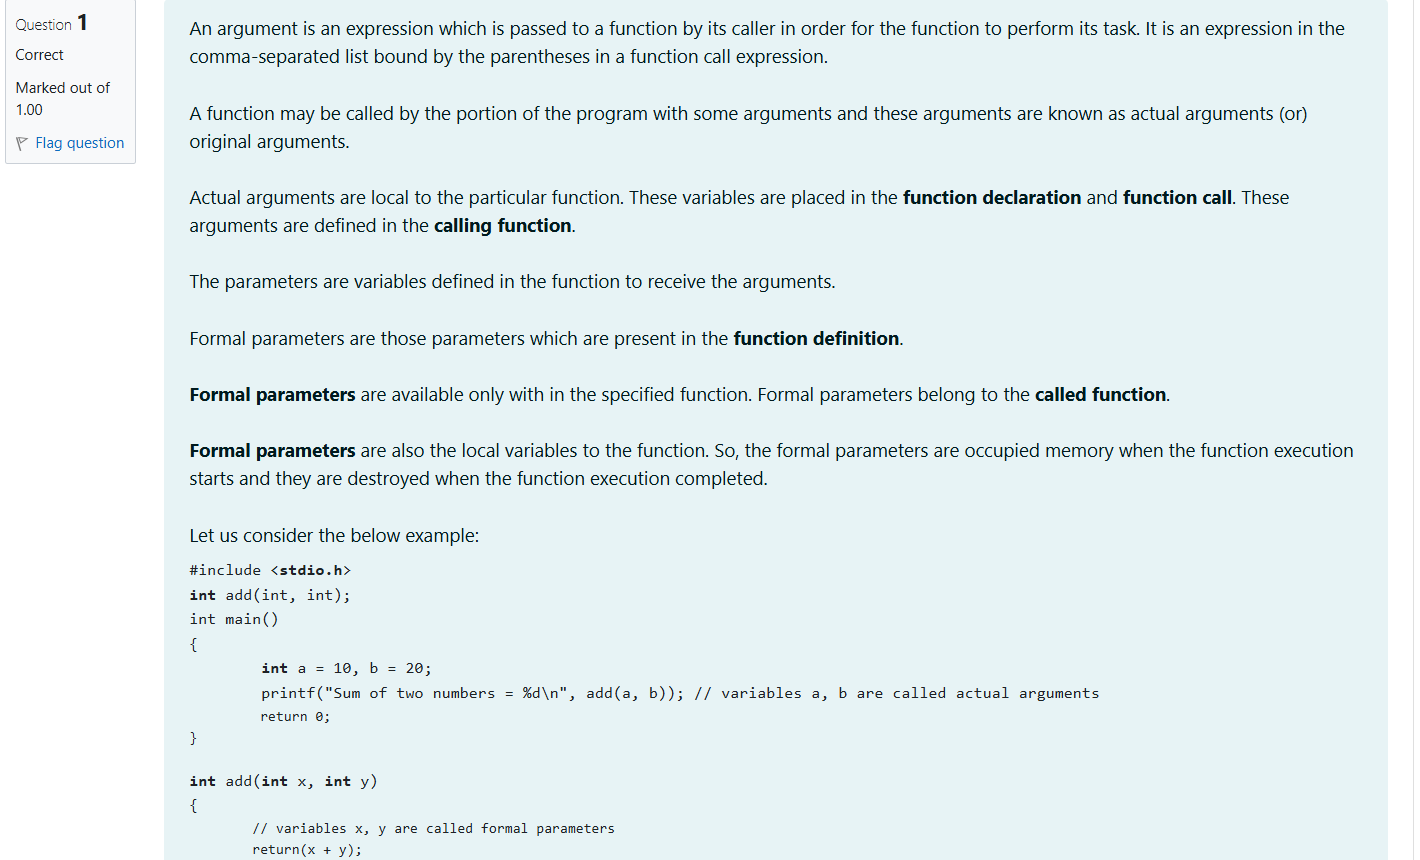 Question 1
Correct
Marked out of
1.00
Flag question
An argument is an expression which is passed to a function by its caller in order for the function to perform its task. It is an expression in the
comma-separated list bound by the parentheses in a function call expression.
A function may be called by the portion of the program with some arguments and these arguments are known as actual arguments (or)
original arguments.
Actual arguments are local to the particular function. These variables are placed in the function declaration and function call. These
arguments are defined in the calling function.
The parameters are variables defined in the function to receive the arguments.
Formal parameters are those parameters which are present in the function definition.
Formal parameters are available only with in the specified function. Formal parameters belong to the called function.
Formal parameters are also the local variables to the function. So, the formal parameters are occupied memory when the function execution
starts and they are destroyed when the function execution completed.
Let us consider the below example:
#include <stdio.h>
int add(int, int);
int main()
{
int a = 10, b = 20;
printf("Sum of two numbers = %d\n", add(a, b)); // variables a, b are called actual arguments
return 0;
}
int add(int x, int y)
{
// variables x, y are called formal parameters
return(x + y);